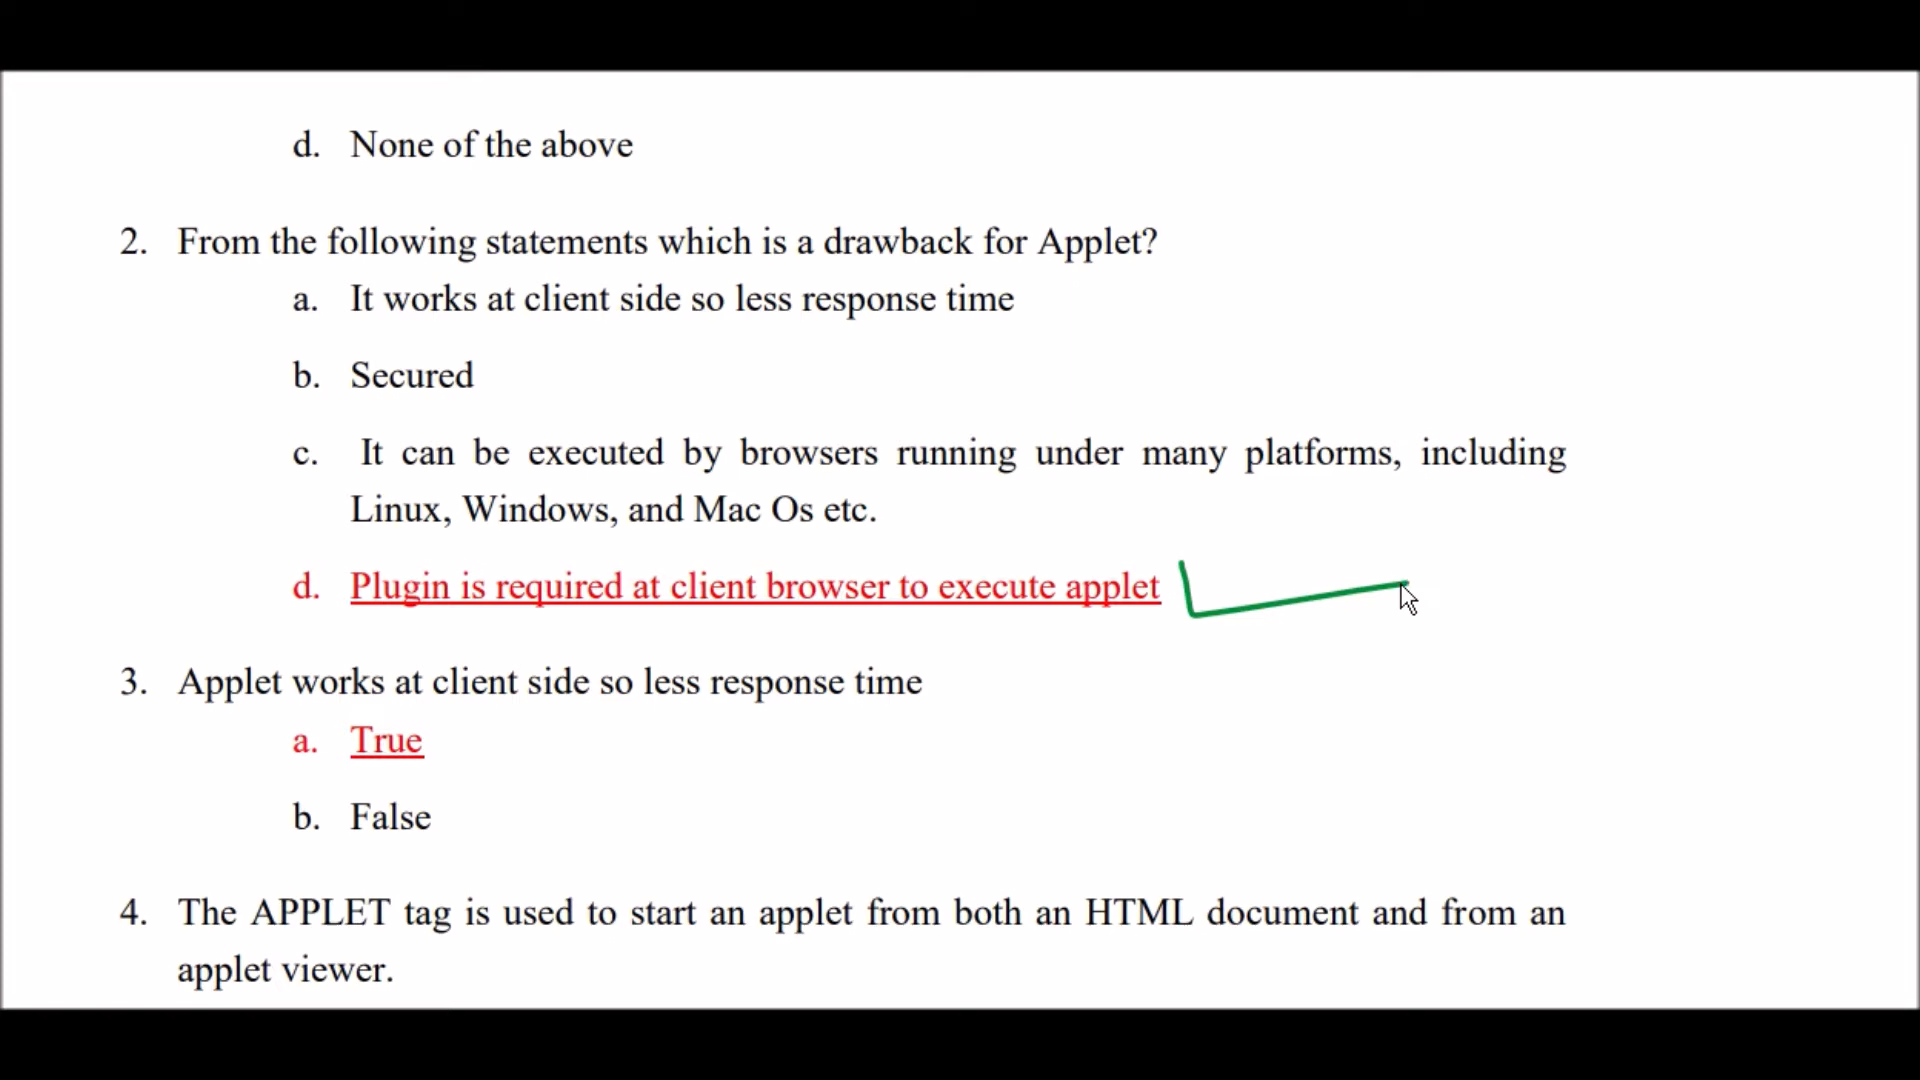 d. None of the above
2. From the following statements which is a drawback for Applet?
a. It works at client side so less response time
b. Secured
c. It can be executed by browsers running under many platforms, including
Linux, Windows, and Mac Os etc.
d. Plugin is required at client browser to execute applet
3. Applet works at client side so less response time
a. True
b. False
4. The APPLET tag is used to start an applet from both an HTML document and from an
applet viewer.